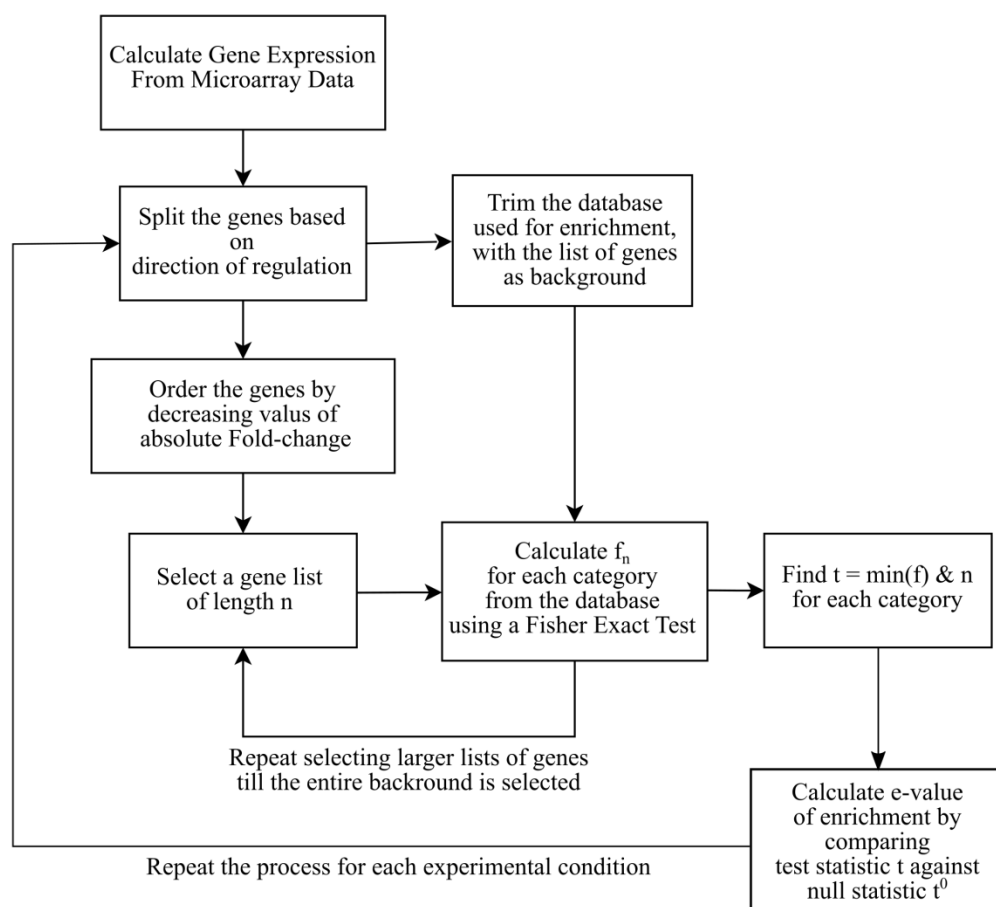 Calculate Gene Expression
From Microarray Data
Split the genes based
on
direction of regulation
Trim the database
used for enrichment,
with the list of genes
as background
Order the genes by
decreasing valus of
absolute Fold-change
Select a gene list
of length n
Calculate fₙ
for each category
from the database
using a Fisher Exact Test
Find t = min(f) & n
for each category
Repeat selecting larger lists of genes
till the entire backround is selected
Calculate e-value
of enrichment by
comparing
test statistic t against
null statistic t⁰
Repeat the process for each experimental condition